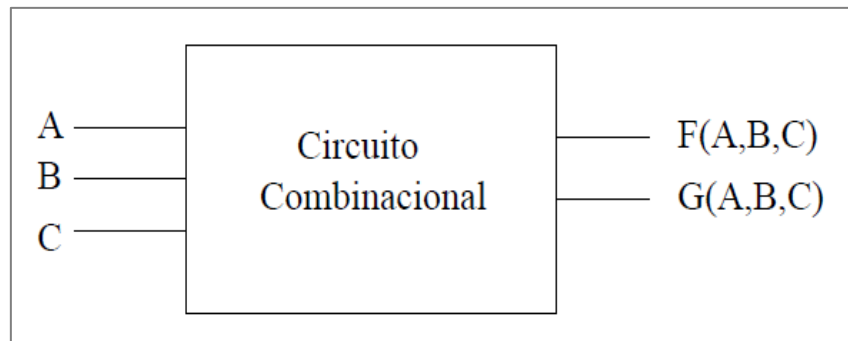 A
B
C
Circuito
Combinacional
F(A,B,C)
G(A,B,C)